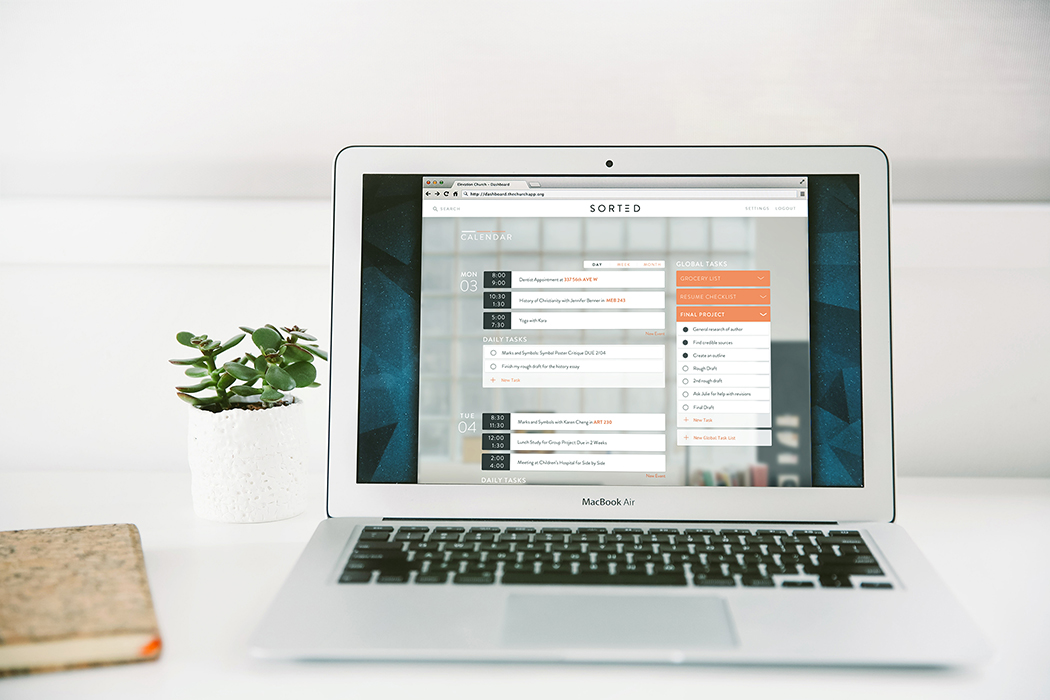 Elevation Church - Dashboard
http://dashboard.thechurchapp.org
SEARCH
SORTED
SETTINGS LOGOUT
CALENDAR
DAY WEEK MONTH
MON
03
8:00
9:00
Dentist Appointment at 337 56th AVE W
10:30
1:30
History of Christianity with Jennifer Benner in MEB 243
5:00
7:30
Yoga with Kara
New Event
DAILY TASKS
Marks and Symbols: Symbol Poster Critique DUE 2104
Finish my rough draft for the history essay
+ New Task
TUE
04
8:30
11:30
Marks and Symbols with Karen Cheng in ART 230
12:00
1:30
Lunch Study for Group Project Due in 2 Weeks
2:00
4:00
Meeting at Children's Hospital for Side by Side
New Event
DAILY TASKS
GLOBAL TASKS
GROCERY LIST
RESUME CHECKLIST
FINAL PROJECT
General research of author
Find credible sources
Create an outline
Rough Draft
2nd rough draft
Ask Julie for help with revisions
Final Draft
+ New Task
+ New Global Task List
MacBook Air